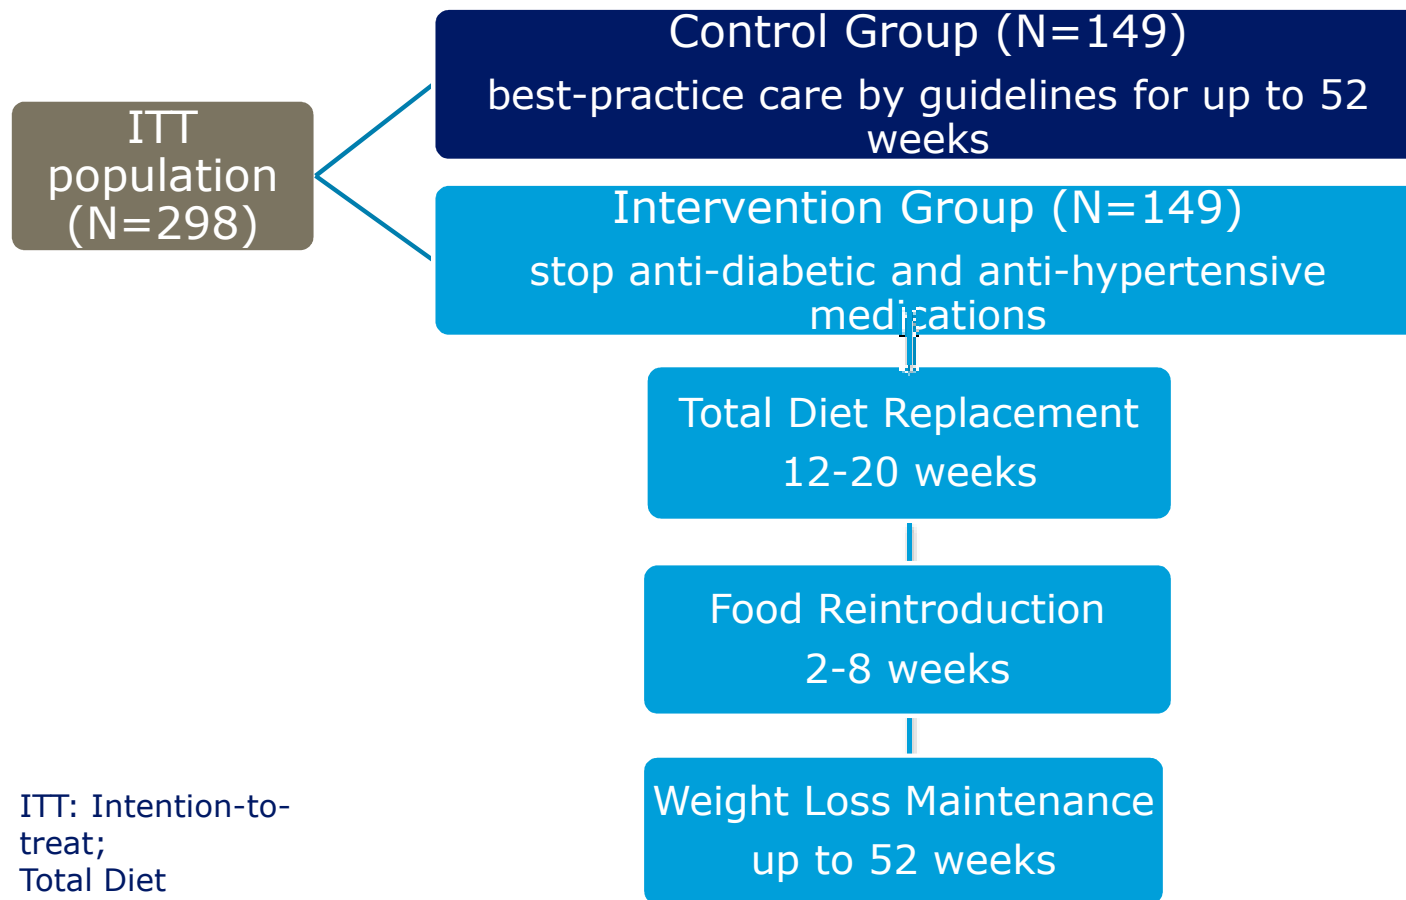 Control Group (N=149)
best-practice care by guidelines for up to 52
weeks
ITT
population
(N=298)
Intervention Group (N=149)
stop anti-diabetic and anti-hypertensive
medications
Total Diet Replacement
12-20 weeks
Food Reintroduction
2-8 weeks
Weight Loss Maintenance
up to 52 weeks
ITT: Intention-to-
treat;
Total Diet